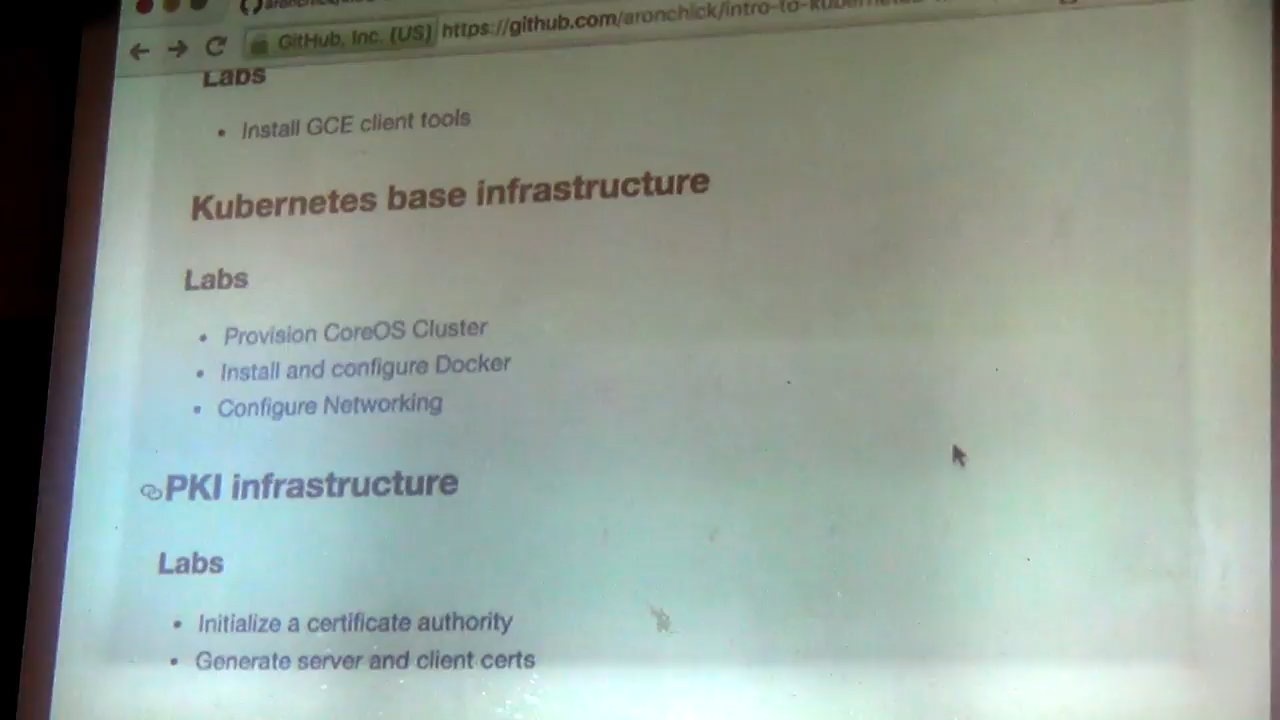 GitHub, Inc. [US] https://github.com/aronchick/intro-to-kubernetes
Labs
• Install GCE client tools
Kubernetes base infrastructure
Labs
• Provision CoreOS Cluster
• Install and configure Docker
• Configure Networking
PKI infrastructure
Labs
• Initialize a certificate authority
• Generate server and client certs